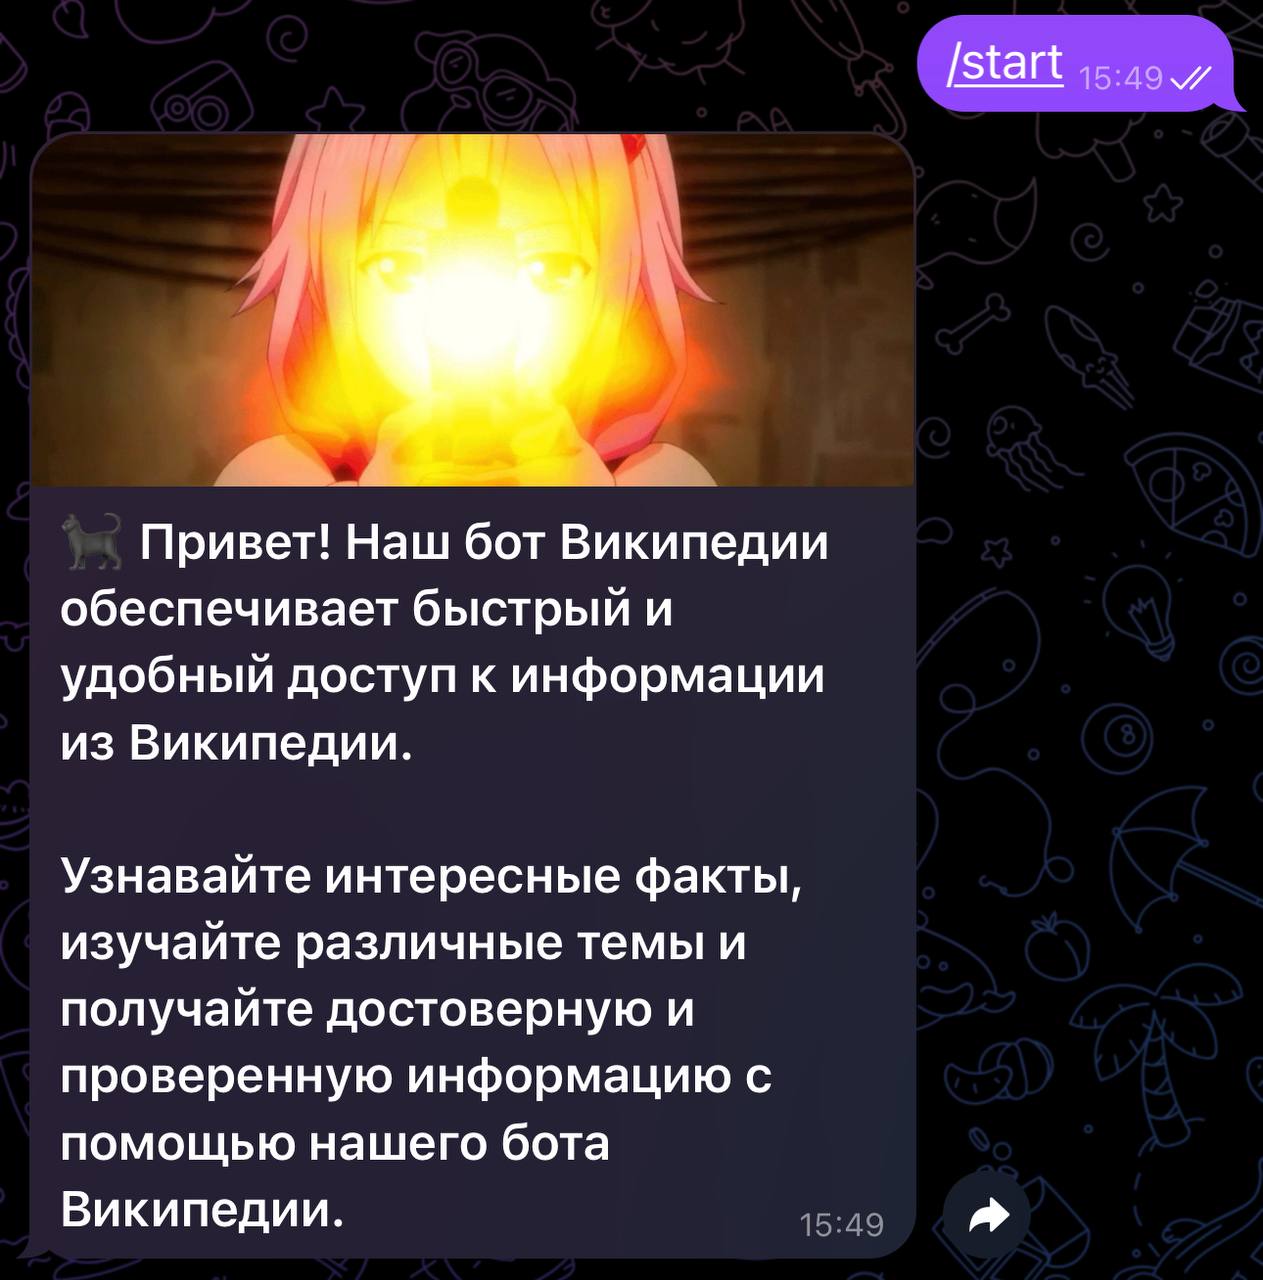 /start 15:49
🐈‍⬛ Привет! Наш бот Википедии
обеспечивает быстрый и
удобный доступ к информации
из Википедии.
Узнавайте интересные факты,
изучайте различные темы и
получайте достоверную и
проверенную информацию с
помощью нашего бота
Википедии.
15:49